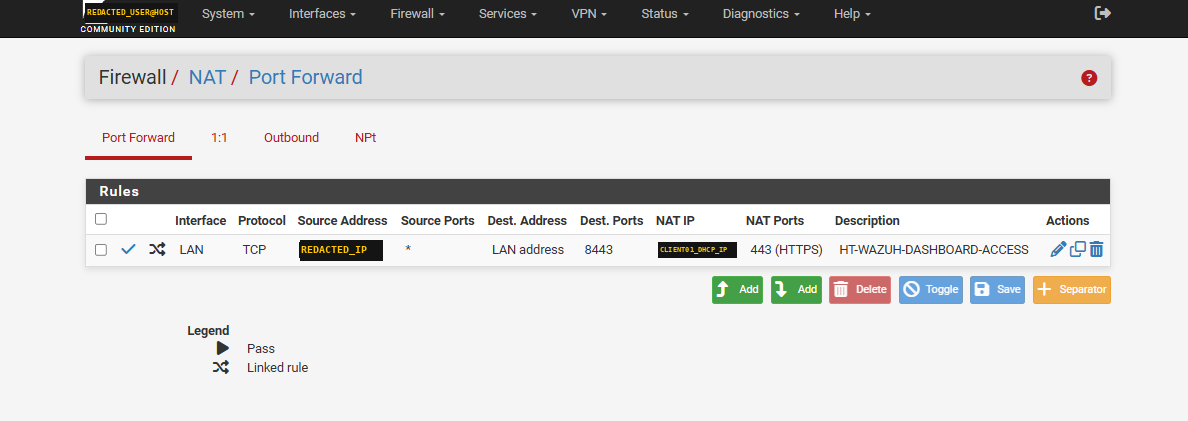 REDACTED_USER@HOST
COMMUNITY EDITION
System Interfaces Firewall Services VPN Status Diagnostics Help
Firewall / NAT / Port Forward ?
Port Forward 1:1 Outbound NPt
Rules
Interface Protocol Source Address Source Ports Dest. Address Dest. Ports NAT IP NAT Ports Description Actions
LAN TCP REDACTED_IP * LAN address 8443 CLIENT01_DHCP_IP 443 (HTTPS) HT-WAZUH-DASHBOARD-ACCESS
Add Add Delete Toggle Save Separator
Legend
Pass
Linked rule